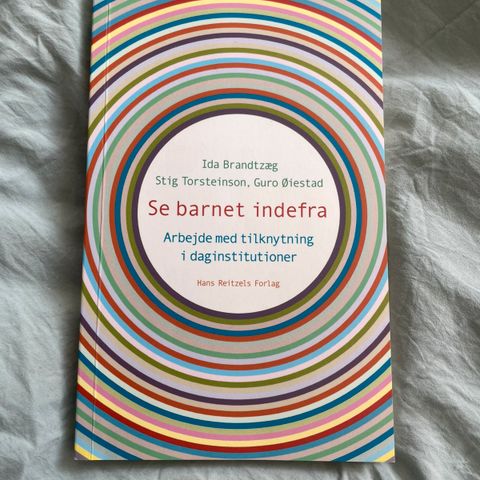 Ida Brandtzæg
Stig Torsteinson, Guro Øiestad
Se barnet indefra
Arbejde med tilknytning
i daginstitutioner
Hans Reitzels Forlag